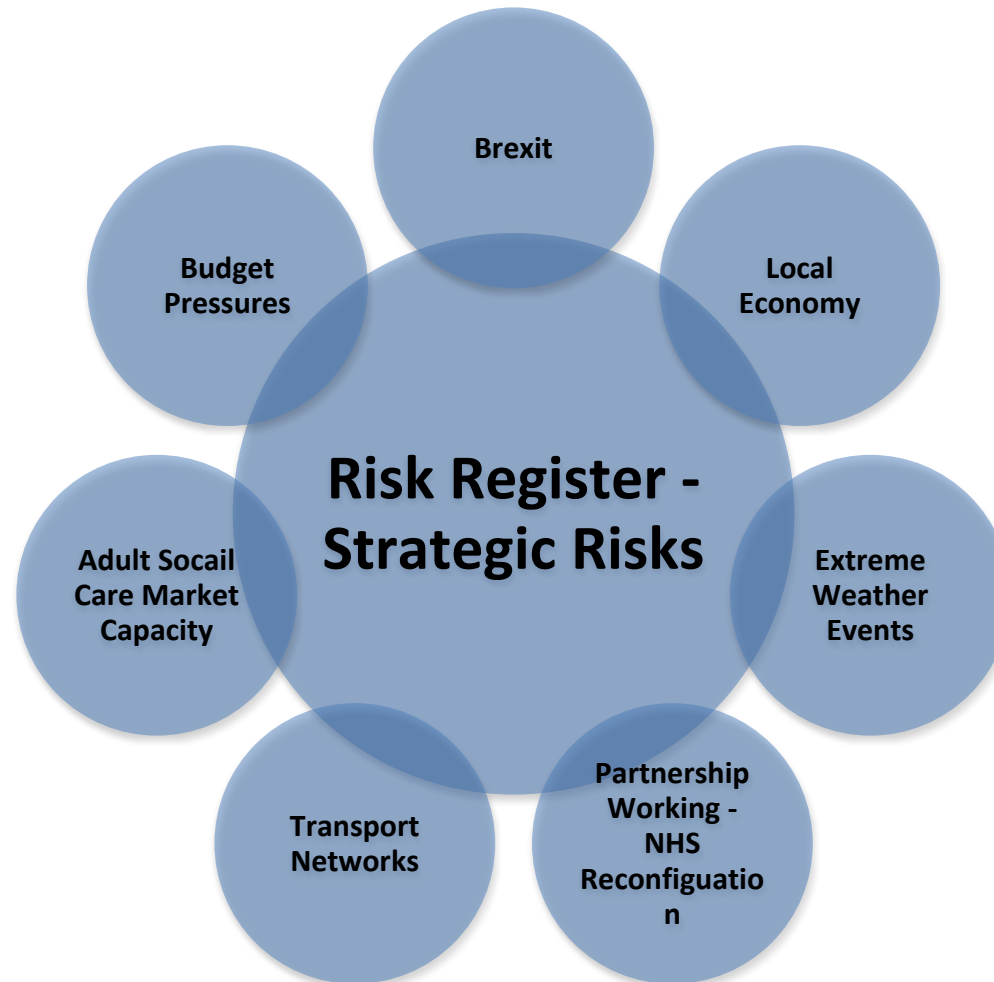 Brexit
Budget
Pressures
Local
Economy
Risk Register -
Strategic Risks
Adult Socail
Care Market
Capacity
Extreme
Weather
Events
Transport
Networks
Partnership
Working -
NHS
Reconfiguatio
n